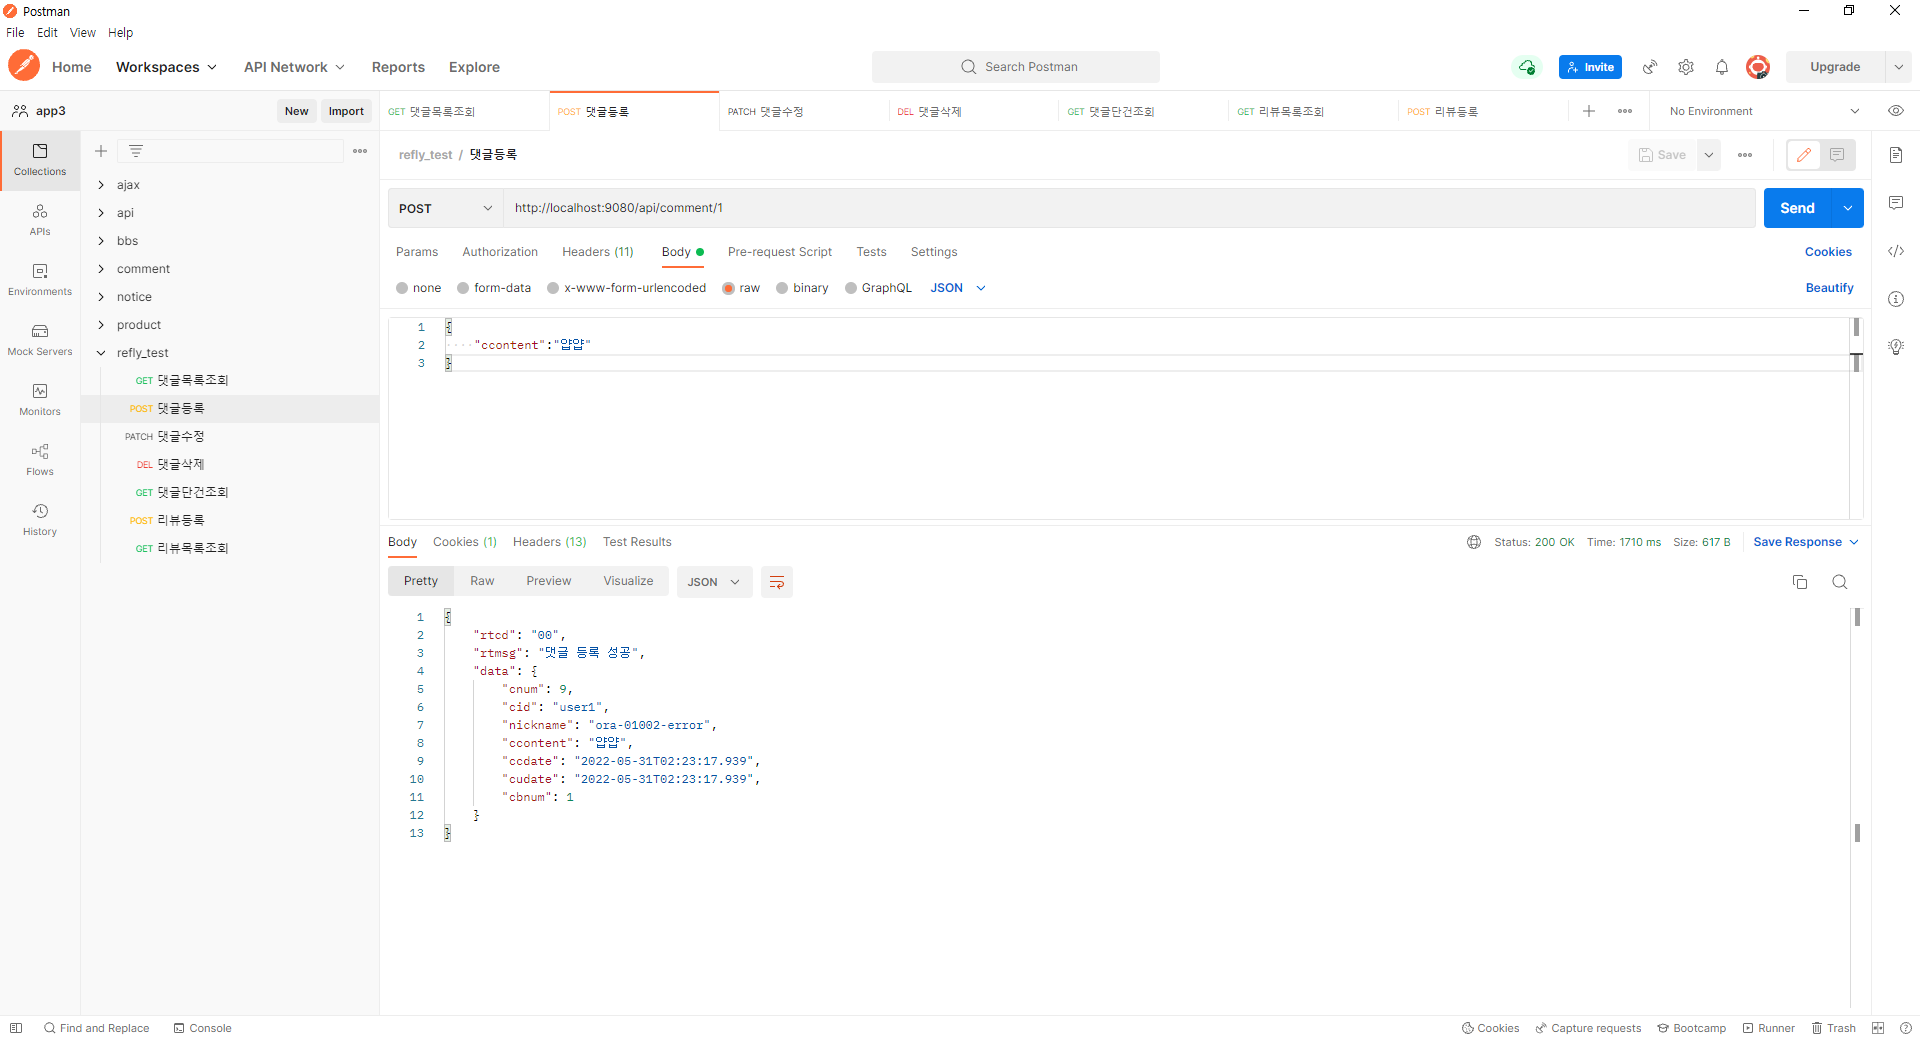 Postman
File Edit View Help
Home Workspaces API Network Reports Explore Search Postman Invite Upgrade
app3 New Import GET 댓글목록조회 POST 댓글등록 PATCH 댓글수정 DEL 댓글삭제 GET 댓글단건조회 GET 리뷰목록조회 POST 리뷰등록 No Environment
Collections
APIs
Environments
Mock Servers
Monitors
Flows
History
ajax
api
bbs
comment
notice
product
refly_test
GET 댓글목록조회
POST 댓글등록
PATCH 댓글수정
DEL 댓글삭제
GET 댓글단건조회
POST 리뷰등록
GET 리뷰목록조회
refly_test / 댓글등록 Save
POST http://localhost:9080/api/comment/1 Send
Params Authorization Headers (11) Body Pre-request Script Tests Settings Cookies
none form-data x-www-form-urlencoded raw binary GraphQL JSON Beautify
1 {
2 "ccontent":"얍얍"
3 }
Body Cookies (1) Headers (13) Test Results Status: 200 OK Time: 1710 ms Size: 617 B Save Response
Pretty Raw Preview Visualize JSON
1 {
2 "rtcd": "00",
3 "rtmsg": "댓글 등록 성공",
4 "data": {
5 "cnum": 9,
6 "cid": "user1",
7 "nickname": "ora-01002-error",
8 "ccontent": "얍얍",
9 "ccdate": "2022-05-31T02:23:17.939",
10 "cudate": "2022-05-31T02:23:17.939",
11 "cbnum": 1
12 }
13 }
Find and Replace Console Cookies Capture requests Bootcamp Runner Trash